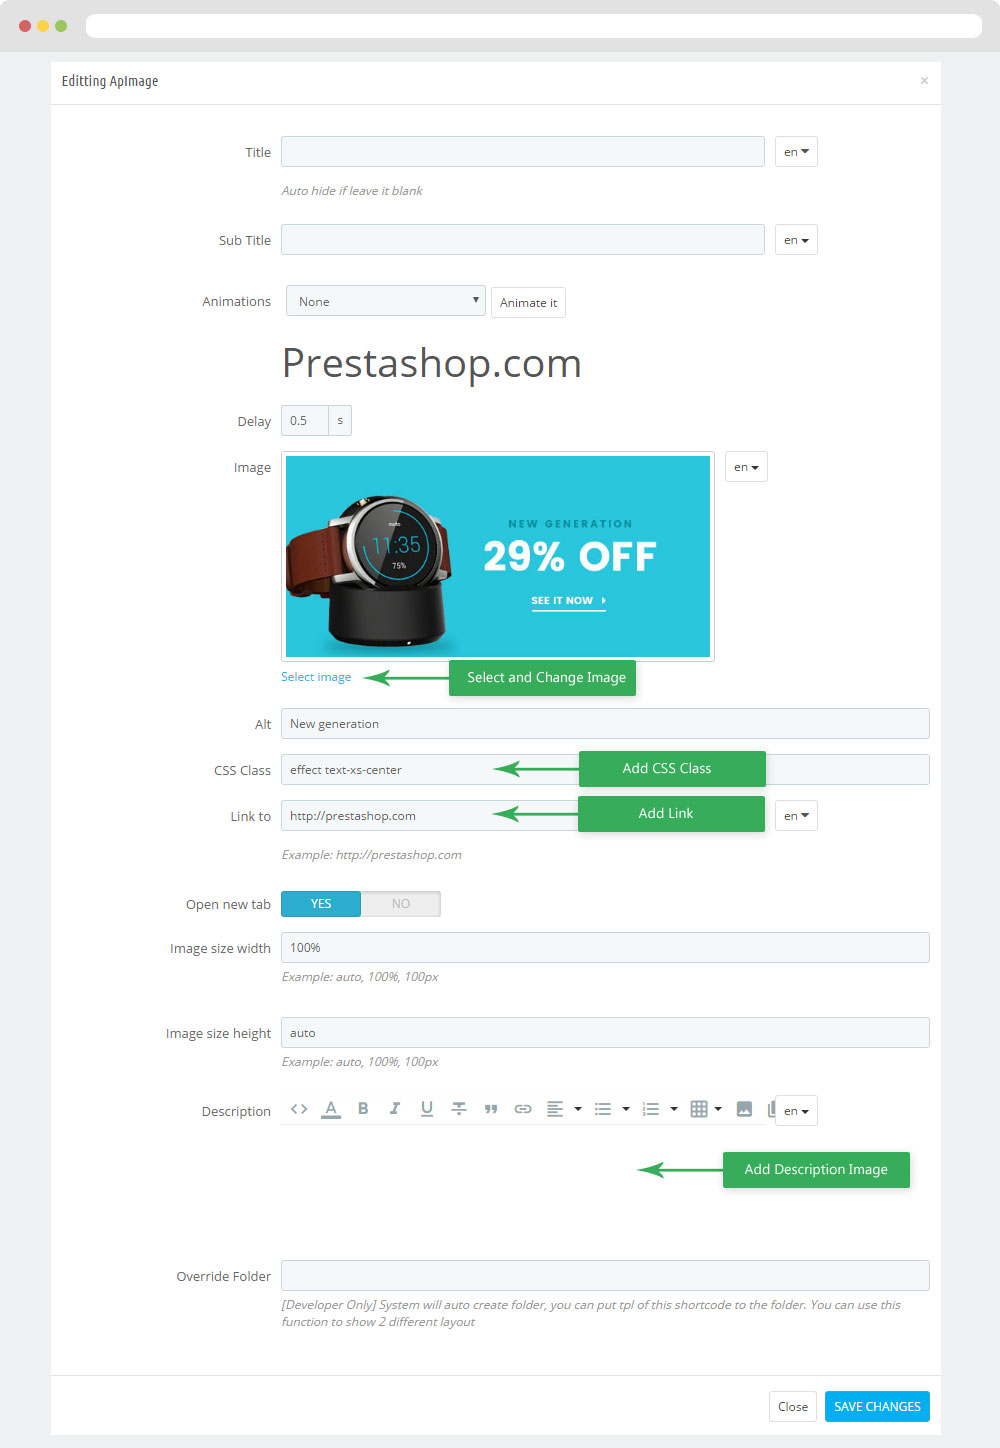 Editting ApImage ×
Title en
Auto hide if leave it blank
Sub Title en
Animations None Animate it
Prestashop.com
Delay 0.5 s
Image en
moto
11:35
75%
NEW GENERATION
29% OFF
SEE IT NOW
Select image Select and Change Image
Alt New generation
CSS Class effect text-xs-center Add CSS Class
Link to http://prestashop.com Add Link en
Example: http://prestashop.com
Open new tab YES NO
Image size width 100%
Example: auto, 100%, 100px
Image size height auto
Example: auto, 100%, 100px
Description A B I U en
Add Description Image
Override Folder
[Developer Only] System will auto create folder, you can put tpl of this shortcode to the folder. You can use this
function to show 2 different layout
Close SAVE CHANGES